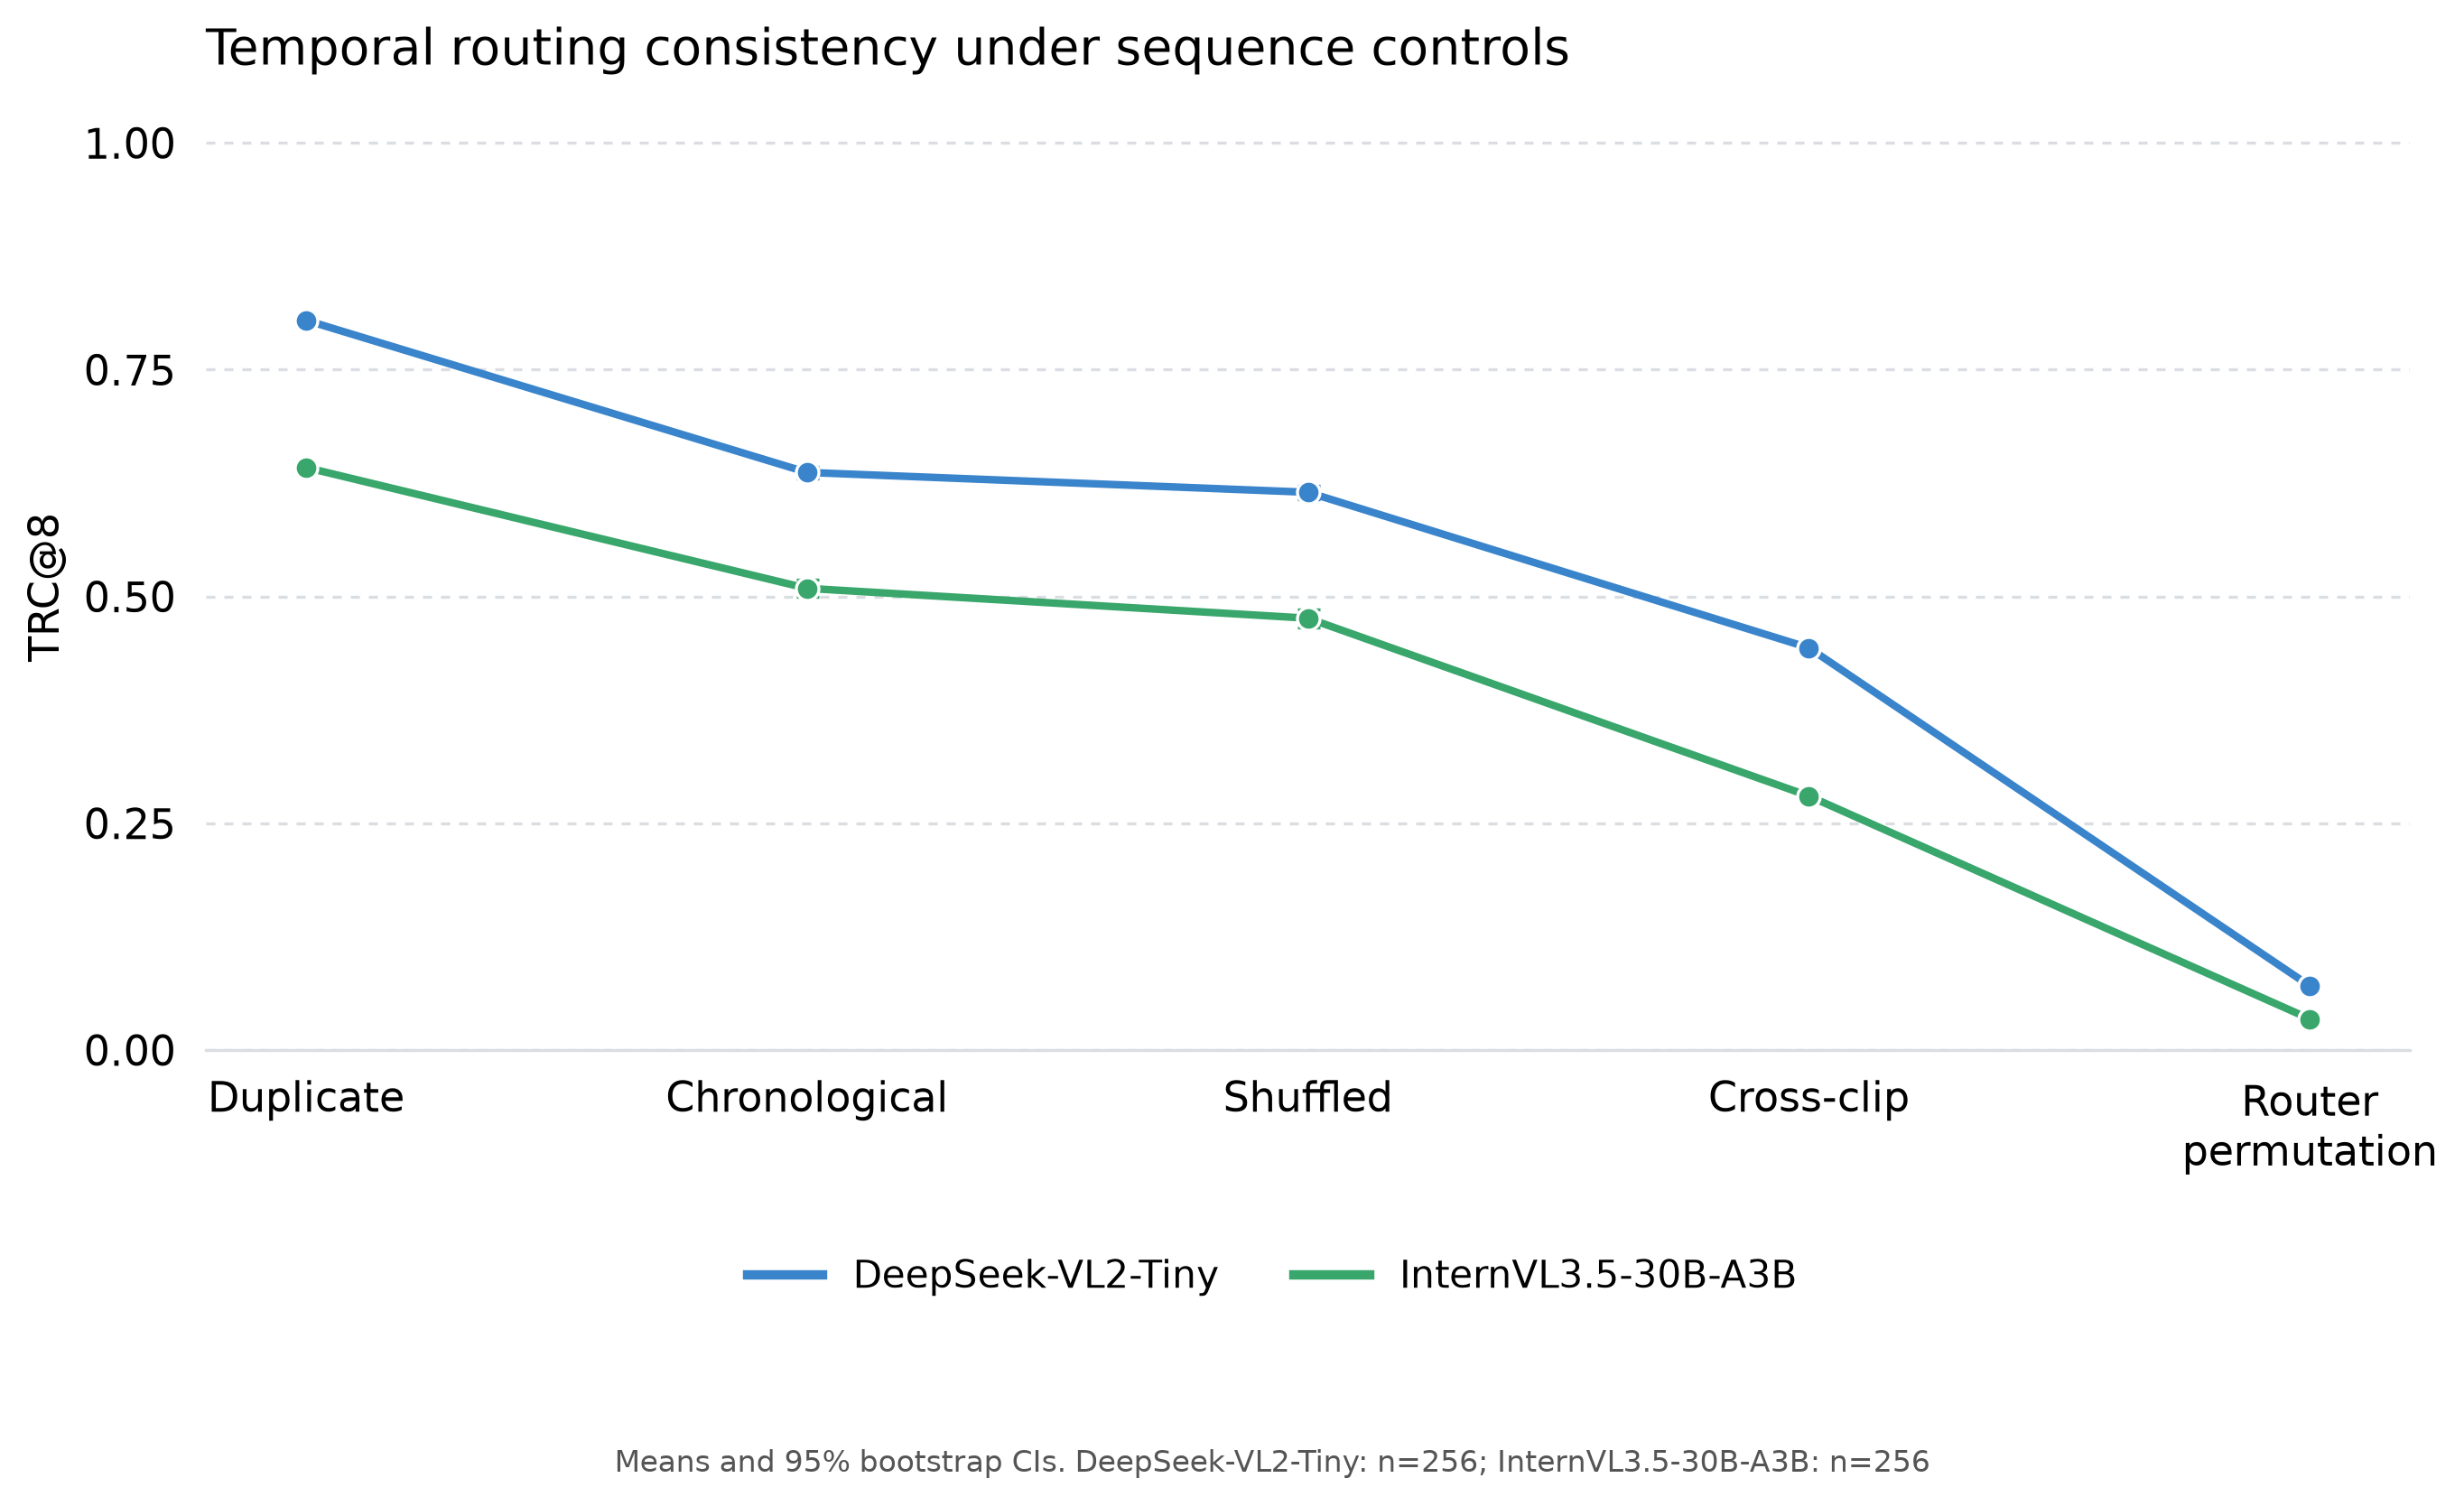 Temporal routing consistency under sequence controls
1.00
0.75
0.50
0.25
0.00
TRC@8
Duplicate
Chronological
Shuffled
Cross-clip
Router
permutation
DeepSeek-VL2-Tiny
InternVL3.5-30B-A3B
Means and 95% bootstrap CIs. DeepSeek-VL2-Tiny: n=256; InternVL3.5-30B-A3B: n=256